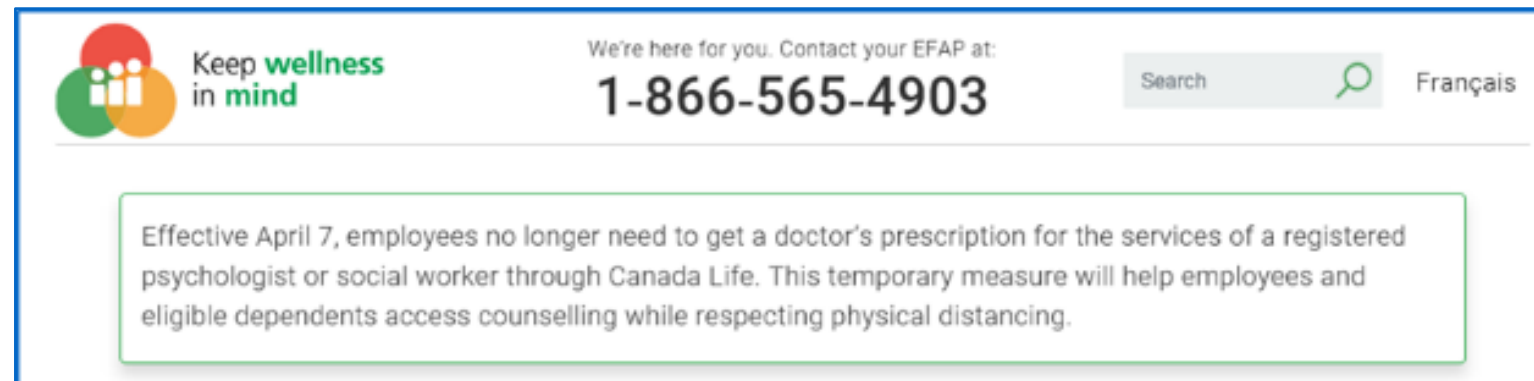 Keep wellness
in mind
We're here for you. Contact your EFAP at:
1-866-565-4903
Search
Français
Effective April 7, employees no longer need to get a doctor's prescription for the services of a registered
psychologist or social worker through Canada Life. This temporary measure will help employees and
eligible dependents access counselling while respecting physical distancing.